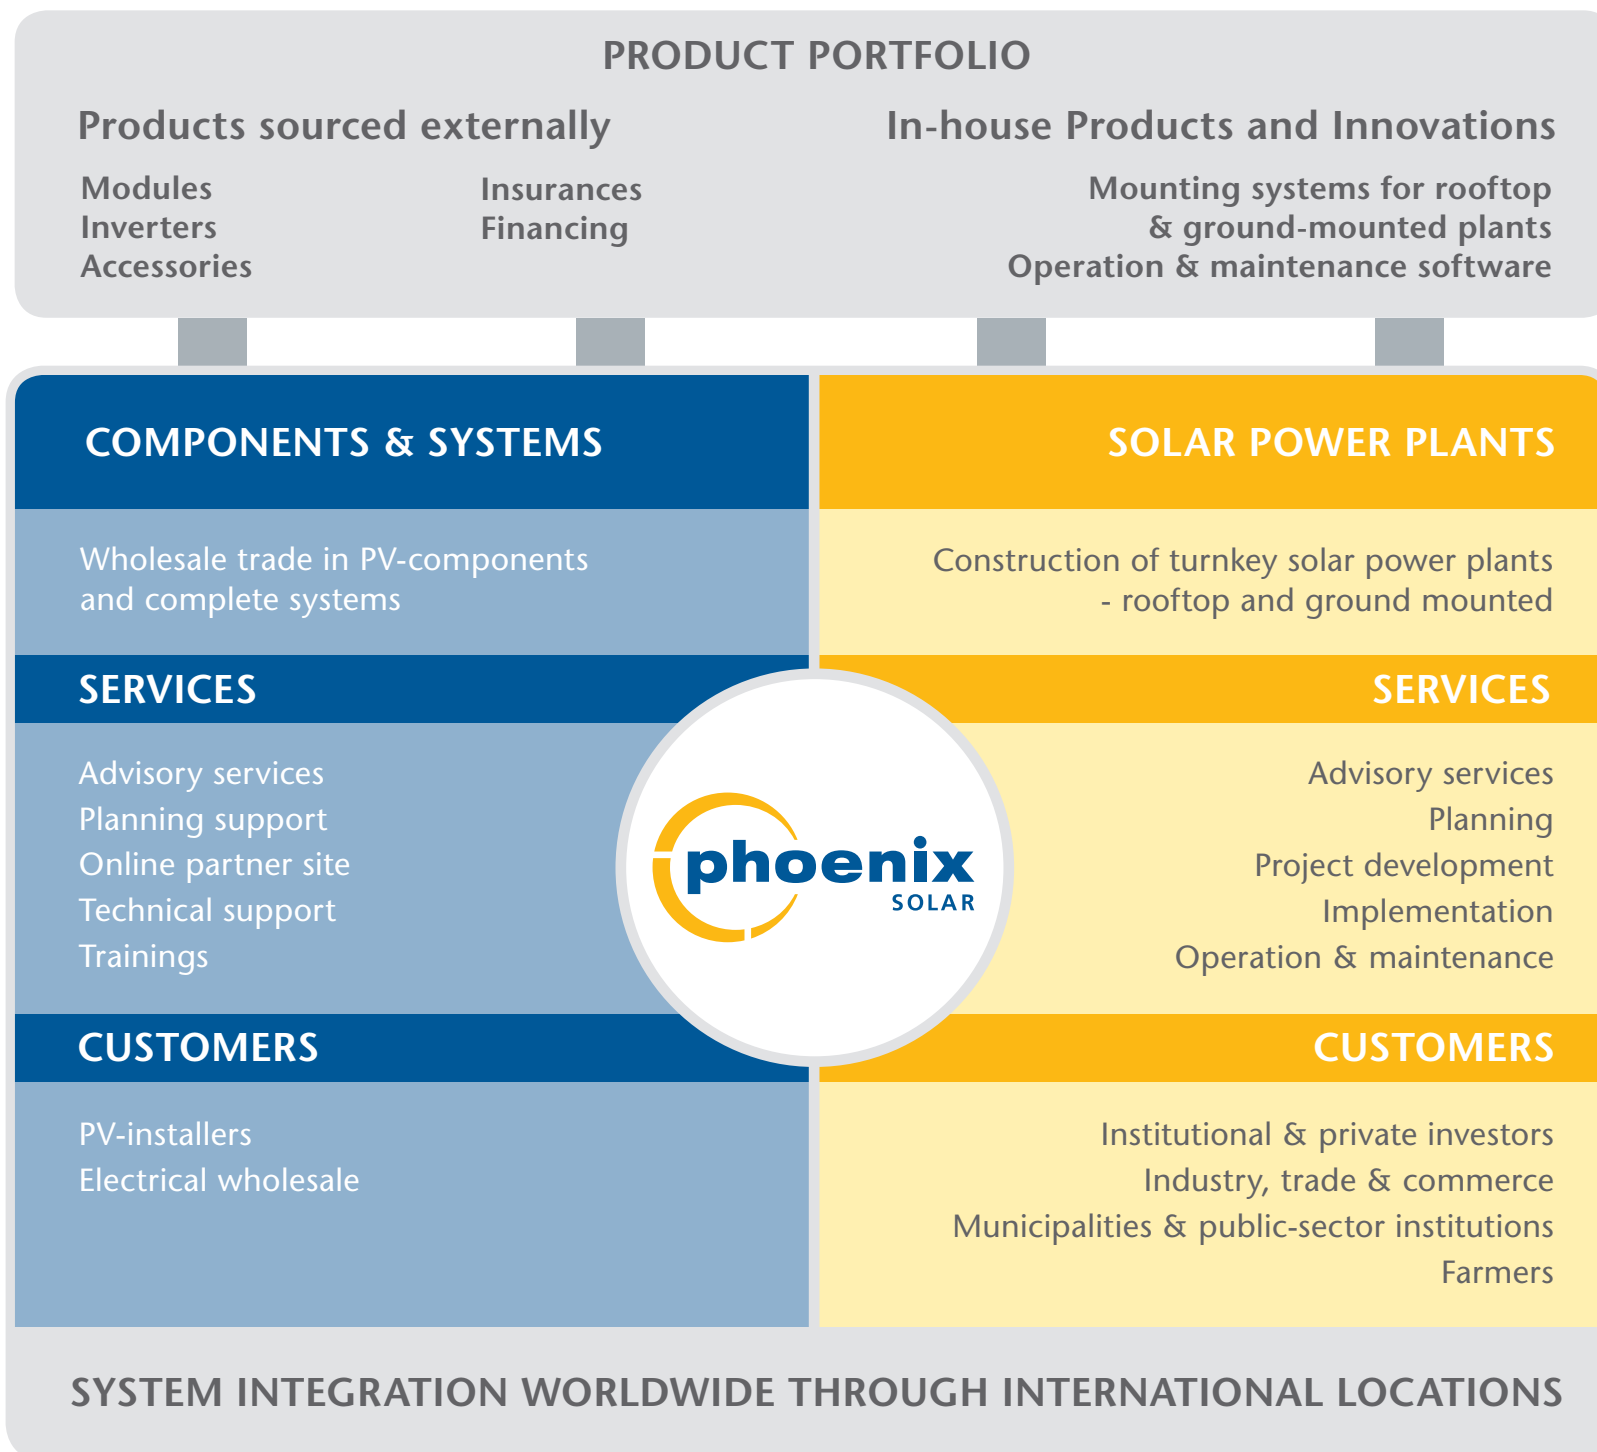 PRODUCT PORTFOLIO
Products sourced externally
Modules
Inverters
Accessories
Insurances
Financing
In-house Products and Innovations
Mounting systems for rooftop
& ground-mounted plants
Operation & maintenance software
COMPONENTS & SYSTEMS
Wholesale trade in PV-components
and complete systems
SERVICES
Advisory services
Planning support
Online partner site
Technical support
Trainings
CUSTOMERS
PV-installers
Electrical wholesale
phoenix
SOLAR
SOLAR POWER PLANTS
Construction of turnkey solar power plants
- rooftop and ground mounted
SERVICES
Advisory services
Planning
Project development
Implementation
Operation & maintenance
CUSTOMERS
Institutional & private investors
Industry, trade & commerce
Municipalities & public-sector institutions
Farmers
SYSTEM INTEGRATION WORLDWIDE THROUGH INTERNATIONAL LOCATIONS